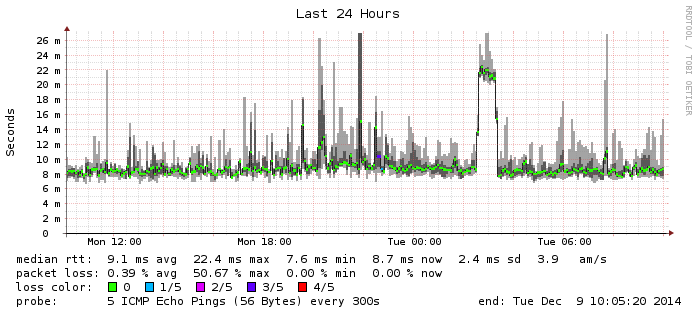 Last 24 Hours
RRDTOOL / TOBI OETIKER
Seconds
26 m
24 m
22 m
20 m
18 m
16 m
14 m
12 m
10 m
8 m
6 m
4 m
2 m
0
Mon 12:00 Mon 18:00 Tue 00:00 Tue 06:00
median rtt: 9.1 ms avg 22.4 ms max 7.6 ms min 8.7 ms now 2.4 ms sd 3.9 am/s
packet loss: 0.39 % avg 50.67 % max 0.00 % min 0.00 % now
loss color: 0 1/5 2/5 3/5 4/5
probe: 5 ICMP Echo Pings (56 Bytes) every 300s end: Tue Dec 9 10:05:20 2014